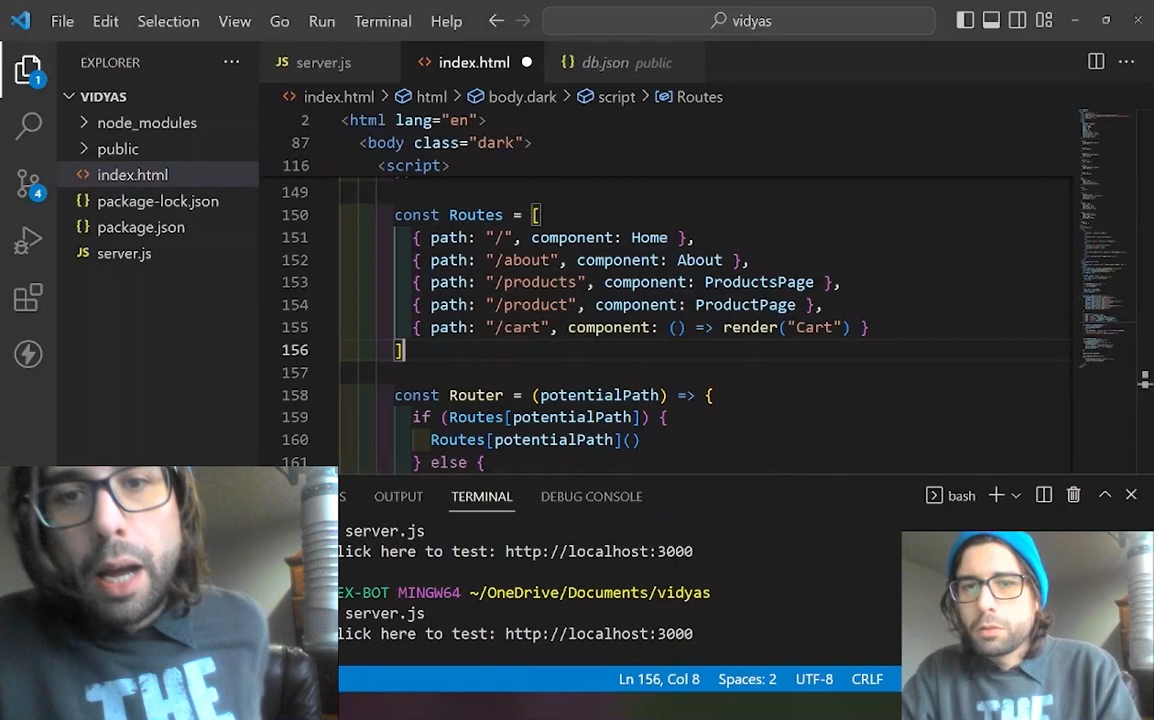 File Edit Selection View Go Run Terminal Help
vidyas
EXPLORER
server.js
index.html
db.json public
VIDYAS
node_modules
public
index.html
package-lock.json
package.json
server.js
1
4
index.html > html > body.dark > script > Routes
2 <html lang="en">
87 <body class="dark">
116 <script>
149
150 const Routes = [
151 { path: "/", component: Home },
152 { path: "/about", component: About },
153 { path: "/products", component: ProductsPage },
154 { path: "/product", component: ProductPage },
155 { path: "/cart", component: () => render("Cart") }
156 ]
157
158 const Router = (potentialPath) => {
159 if (Routes[potentialPath]) {
160 Routes[potentialPath]()
161 } else {
S OUTPUT TERMINAL DEBUG CONSOLE
bash
server.js
lick here to test: http://localhost:3000
EX-BOT MINGW64 ~/OneDrive/Documents/vidyas
server.js
lick here to test: http://localhost:3000
Ln 156, Col 8 Spaces: 2 UTF-8 CRLF
THE
THE